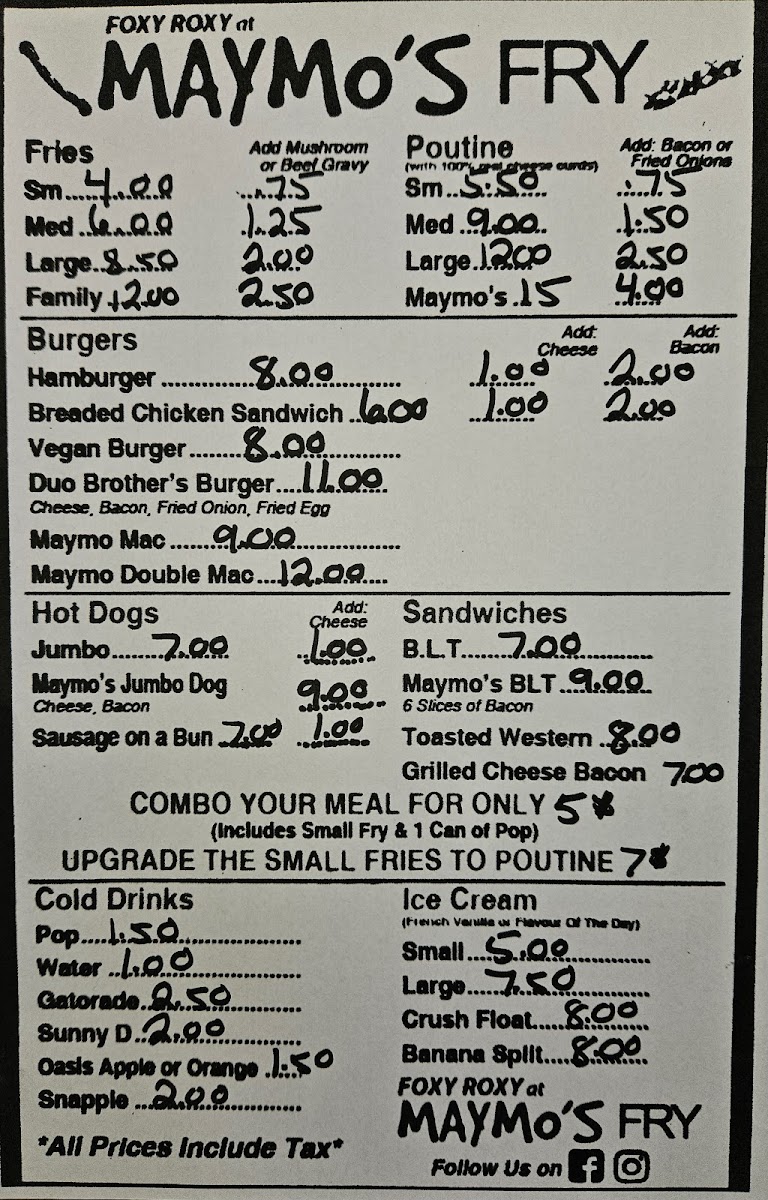 FOXY ROXY at
MAYMO'S FRY
Fries Add Mushroom or Beef Gravy
Sm.....4.00 .75
Med..6.00 1.25
Large..8.50 2.00
Family.12.00 2.50
Poutine Add: Bacon or Fried Onions
(with 100% real cheese curds)
Sm...5.50 .75
Med..9.00 1.50
Large.1200 2.50
Maymo's.15 4.00
Burgers Add: Cheese Add: Bacon
Hamburger..............8.00 1.00 2.00
Breaded Chicken Sandwich..6.00 1.00 2.00
Vegan Burger........8.00
Duo Brother's Burger....11.00
Cheese, Bacon, Fried Onion, Fried Egg
Maymo Mac......9.00
Maymo Double Mac...12.00
Hot Dogs Add: Cheese
Jumbo.......7.00 1.00
Maymo's Jumbo Dog 9.00
Cheese, Bacon
Sausage on a Bun 7.00 1.00
Sandwiches
B.L.T......7.00
Maymo's BLT..9.00
6 Slices of Bacon
Toasted Western..8.00
Grilled Cheese Bacon 7.00
COMBO YOUR MEAL FOR ONLY 5
(Includes Small Fry & 1 Can of Pop)
UPGRADE THE SMALL FRIES TO POUTINE 7
Cold Drinks
Pop....1.50
Water..1.00
Gatorade..2.50
Sunny D..2.00
Oasis Apple or Orange.1.50
Snapple...2.00
*All Prices Include Tax*
Ice Cream
(French Vanilla or Flavour Of The Day)
Small....5.00
Large....7.50
Crush Float.....8.00
Banana Split....8.00
FOXY ROXY at
MAYMO'S FRY
Follow Us on